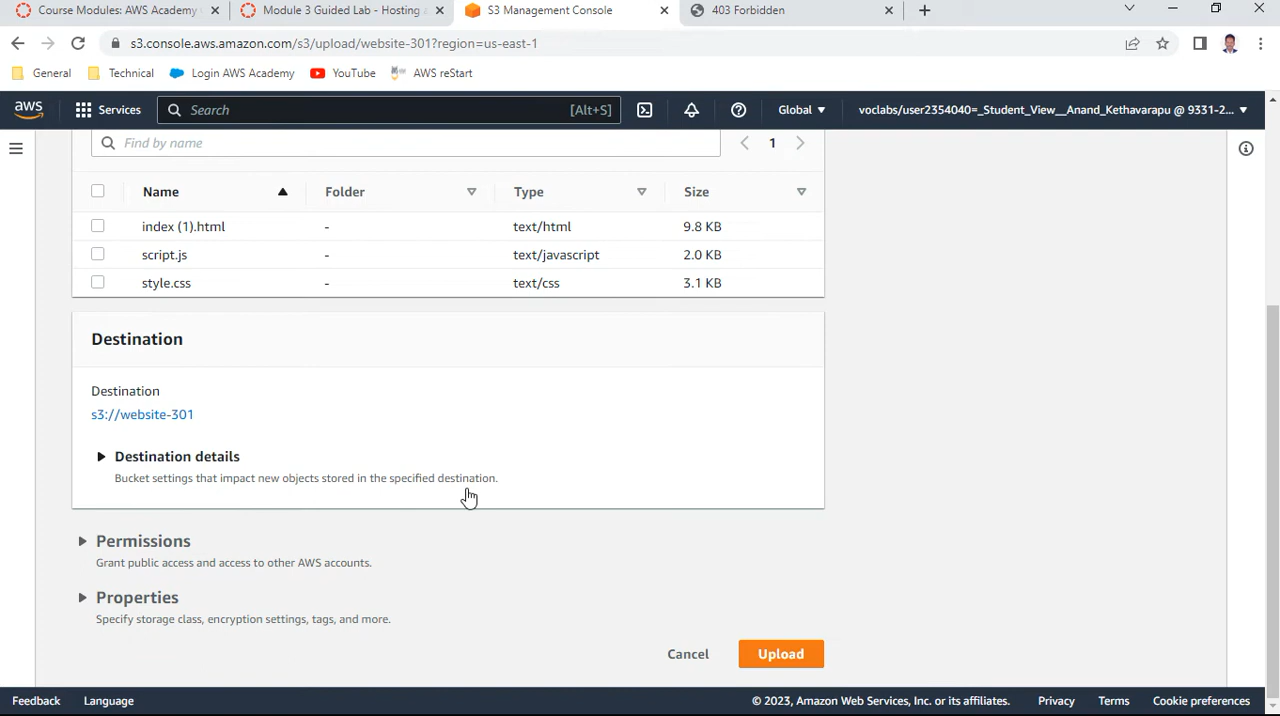 Course Modules: AWS Academy
Module 3 Guided Lab - Hosting a
S3 Management Console
403 Forbidden
s3.console.aws.amazon.com/s3/upload/website-301?region=us-east-1
General
Technical
Login AWS Academy
YouTube
AWS reStart
aws
Services
Search
[Alt+S]
Global
voclabs/user2354040=_Student_View__Anand_Kethavarapu @ 9331-2...
Find by name
1
Name Folder Type Size
index (1).html - text/html 9.8 KB
script.js - text/javascript 2.0 KB
style.css - text/css 3.1 KB
Destination
Destination
s3://website-301
Destination details
Bucket settings that impact new objects stored in the specified destination.
Permissions
Grant public access and access to other AWS accounts.
Properties
Specify storage class, encryption settings, tags, and more.
Cancel Upload
Feedback Language © 2023, Amazon Web Services, Inc. or its affiliates. Privacy Terms Cookie preferences